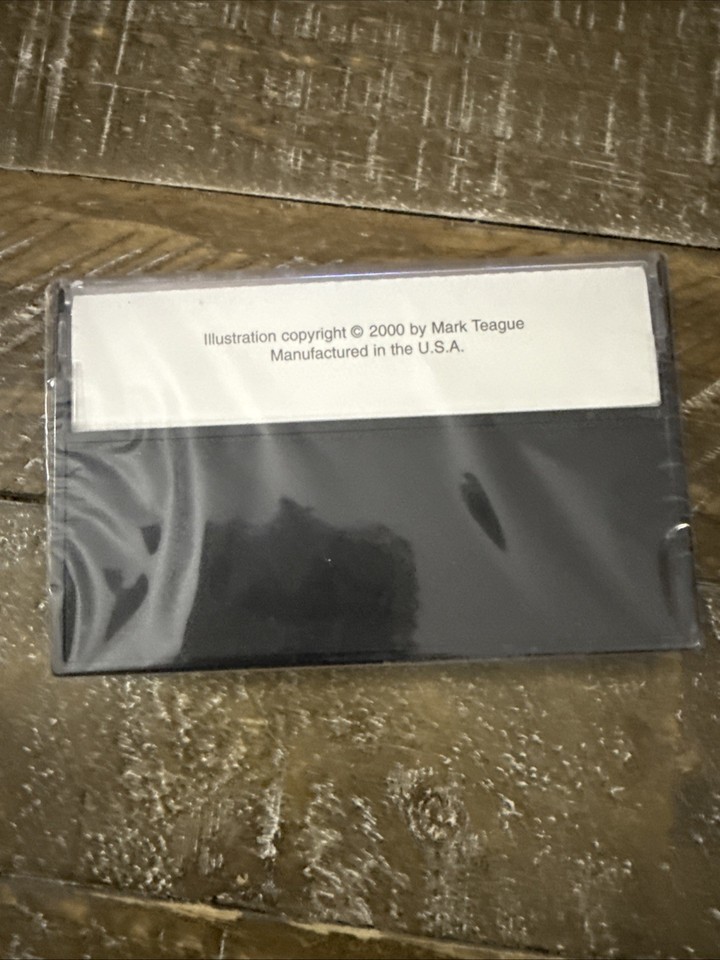 Illustration copyright © 2000 by Mark Teague
Manufactured in the U.S.A.